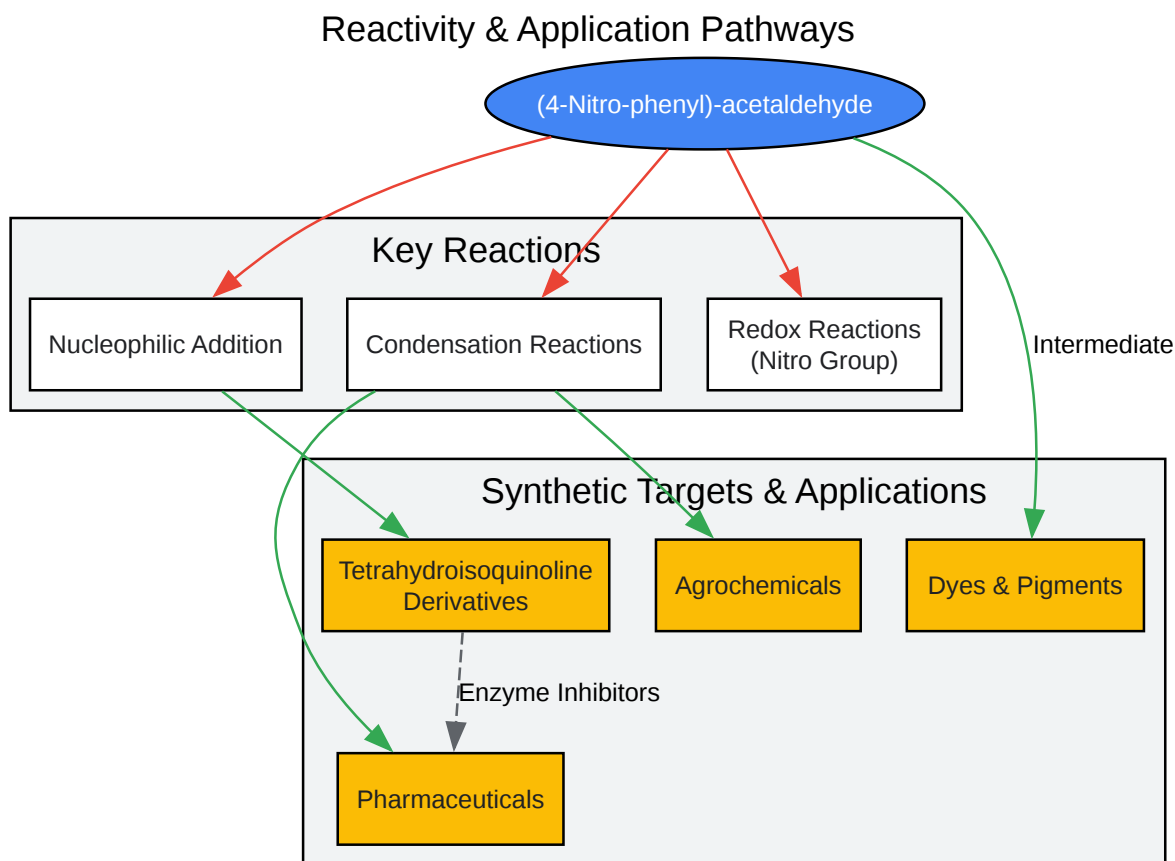 Reactivity & Application Pathways
(4-Nitro-phenyl)-acetaldehyde
Key Reactions
Nucleophilic Addition
Condensation Reactions
Redox Reactions
(Nitro Group)
Intermediate
Synthetic Targets & Applications
Tetrahydroisoquinoline
Derivatives
Agrochemicals
Dyes & Pigments
Enzyme Inhibitors
Pharmaceuticals